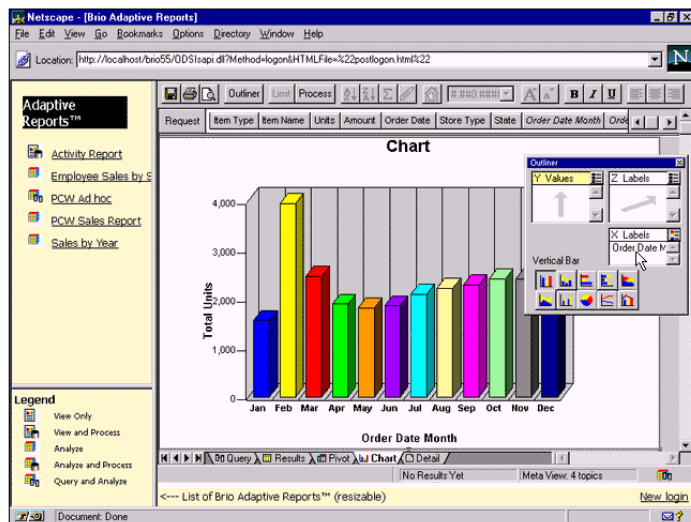 Netscape - [Brio Adaptive Reports]
File Edit View Go Bookmarks Options Directory Window Help
Location: http://localhost/brio55/ODSIsapi.dll?Method=logon&HTMLFile=%22postlogon.html%22
N
Adaptive
Reports™
Activity Report
Employee Sales by S
PCW Ad hoc
PCW Sales Report
Sales by Year
Legend
View Only
View and Process
Analyze
Analyze and Process
Query and Analyze
Outliner Limit Process B I U
Request Item Type Item Name Units Amount Order Date Store Type State Order Date Month Orde
Chart
4,000
3,000
2,000
1,000
0
Total Units
Jan Feb Mar Apr May Jun Jul Aug Sep Oct Nov Dec
Order Date Month
Outliner
Y Values Z Labels
X Labels
Order Date M
Vertical Bar
Query Results Pivot Chart Detail
No Results Yet Meta View: 4 topics
<--- List of Brio Adaptive Reports™ (resizable) New login
Document: Done